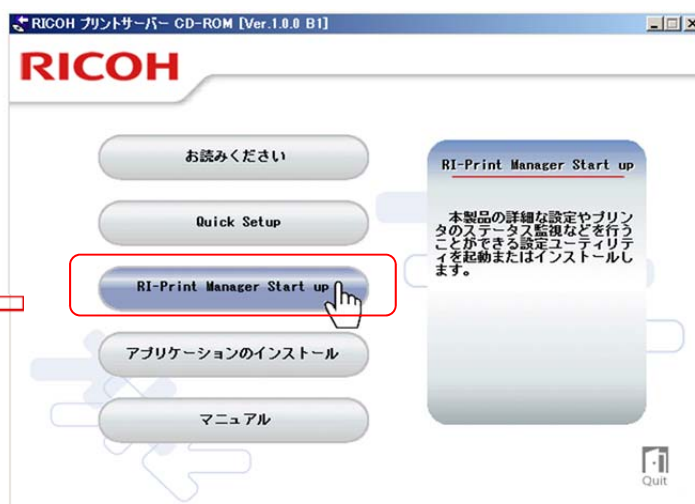 RICOH プリントサーバー CD-ROM [Ver.1.0.0 B1]
RICOH
お読みください
Quick Setup
RI-Print Manager Start up
アプリケーションのインストール
マニュアル
RI-Print Manager Start up
本製品の詳細な設定やプリン
タのステータス監視などを行う
ことができる設定ユーティリテ
ィを起動またはインストールし
ます。
Quit